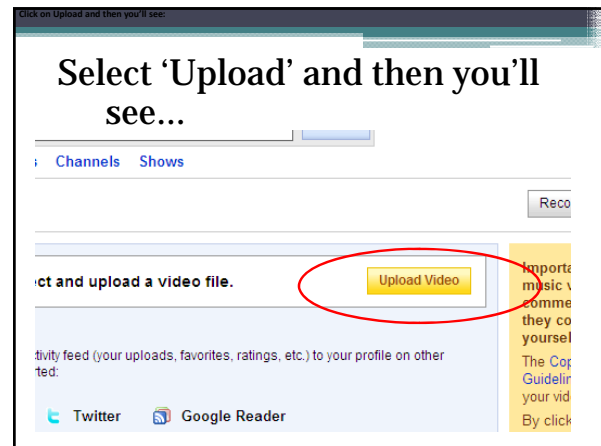 Click on Upload and then you'll see:
Select ‘Upload’ and then you’ll
see…
Channels Shows
Reco
ect and upload a video file.
Upload Video
Importa
music v
comme
they co
yoursel
ctivity feed (your uploads, favorites, ratings, etc.) to your profile on other
rted:
The Cop
Guidelin
your vid
Twitter Google Reader
By click